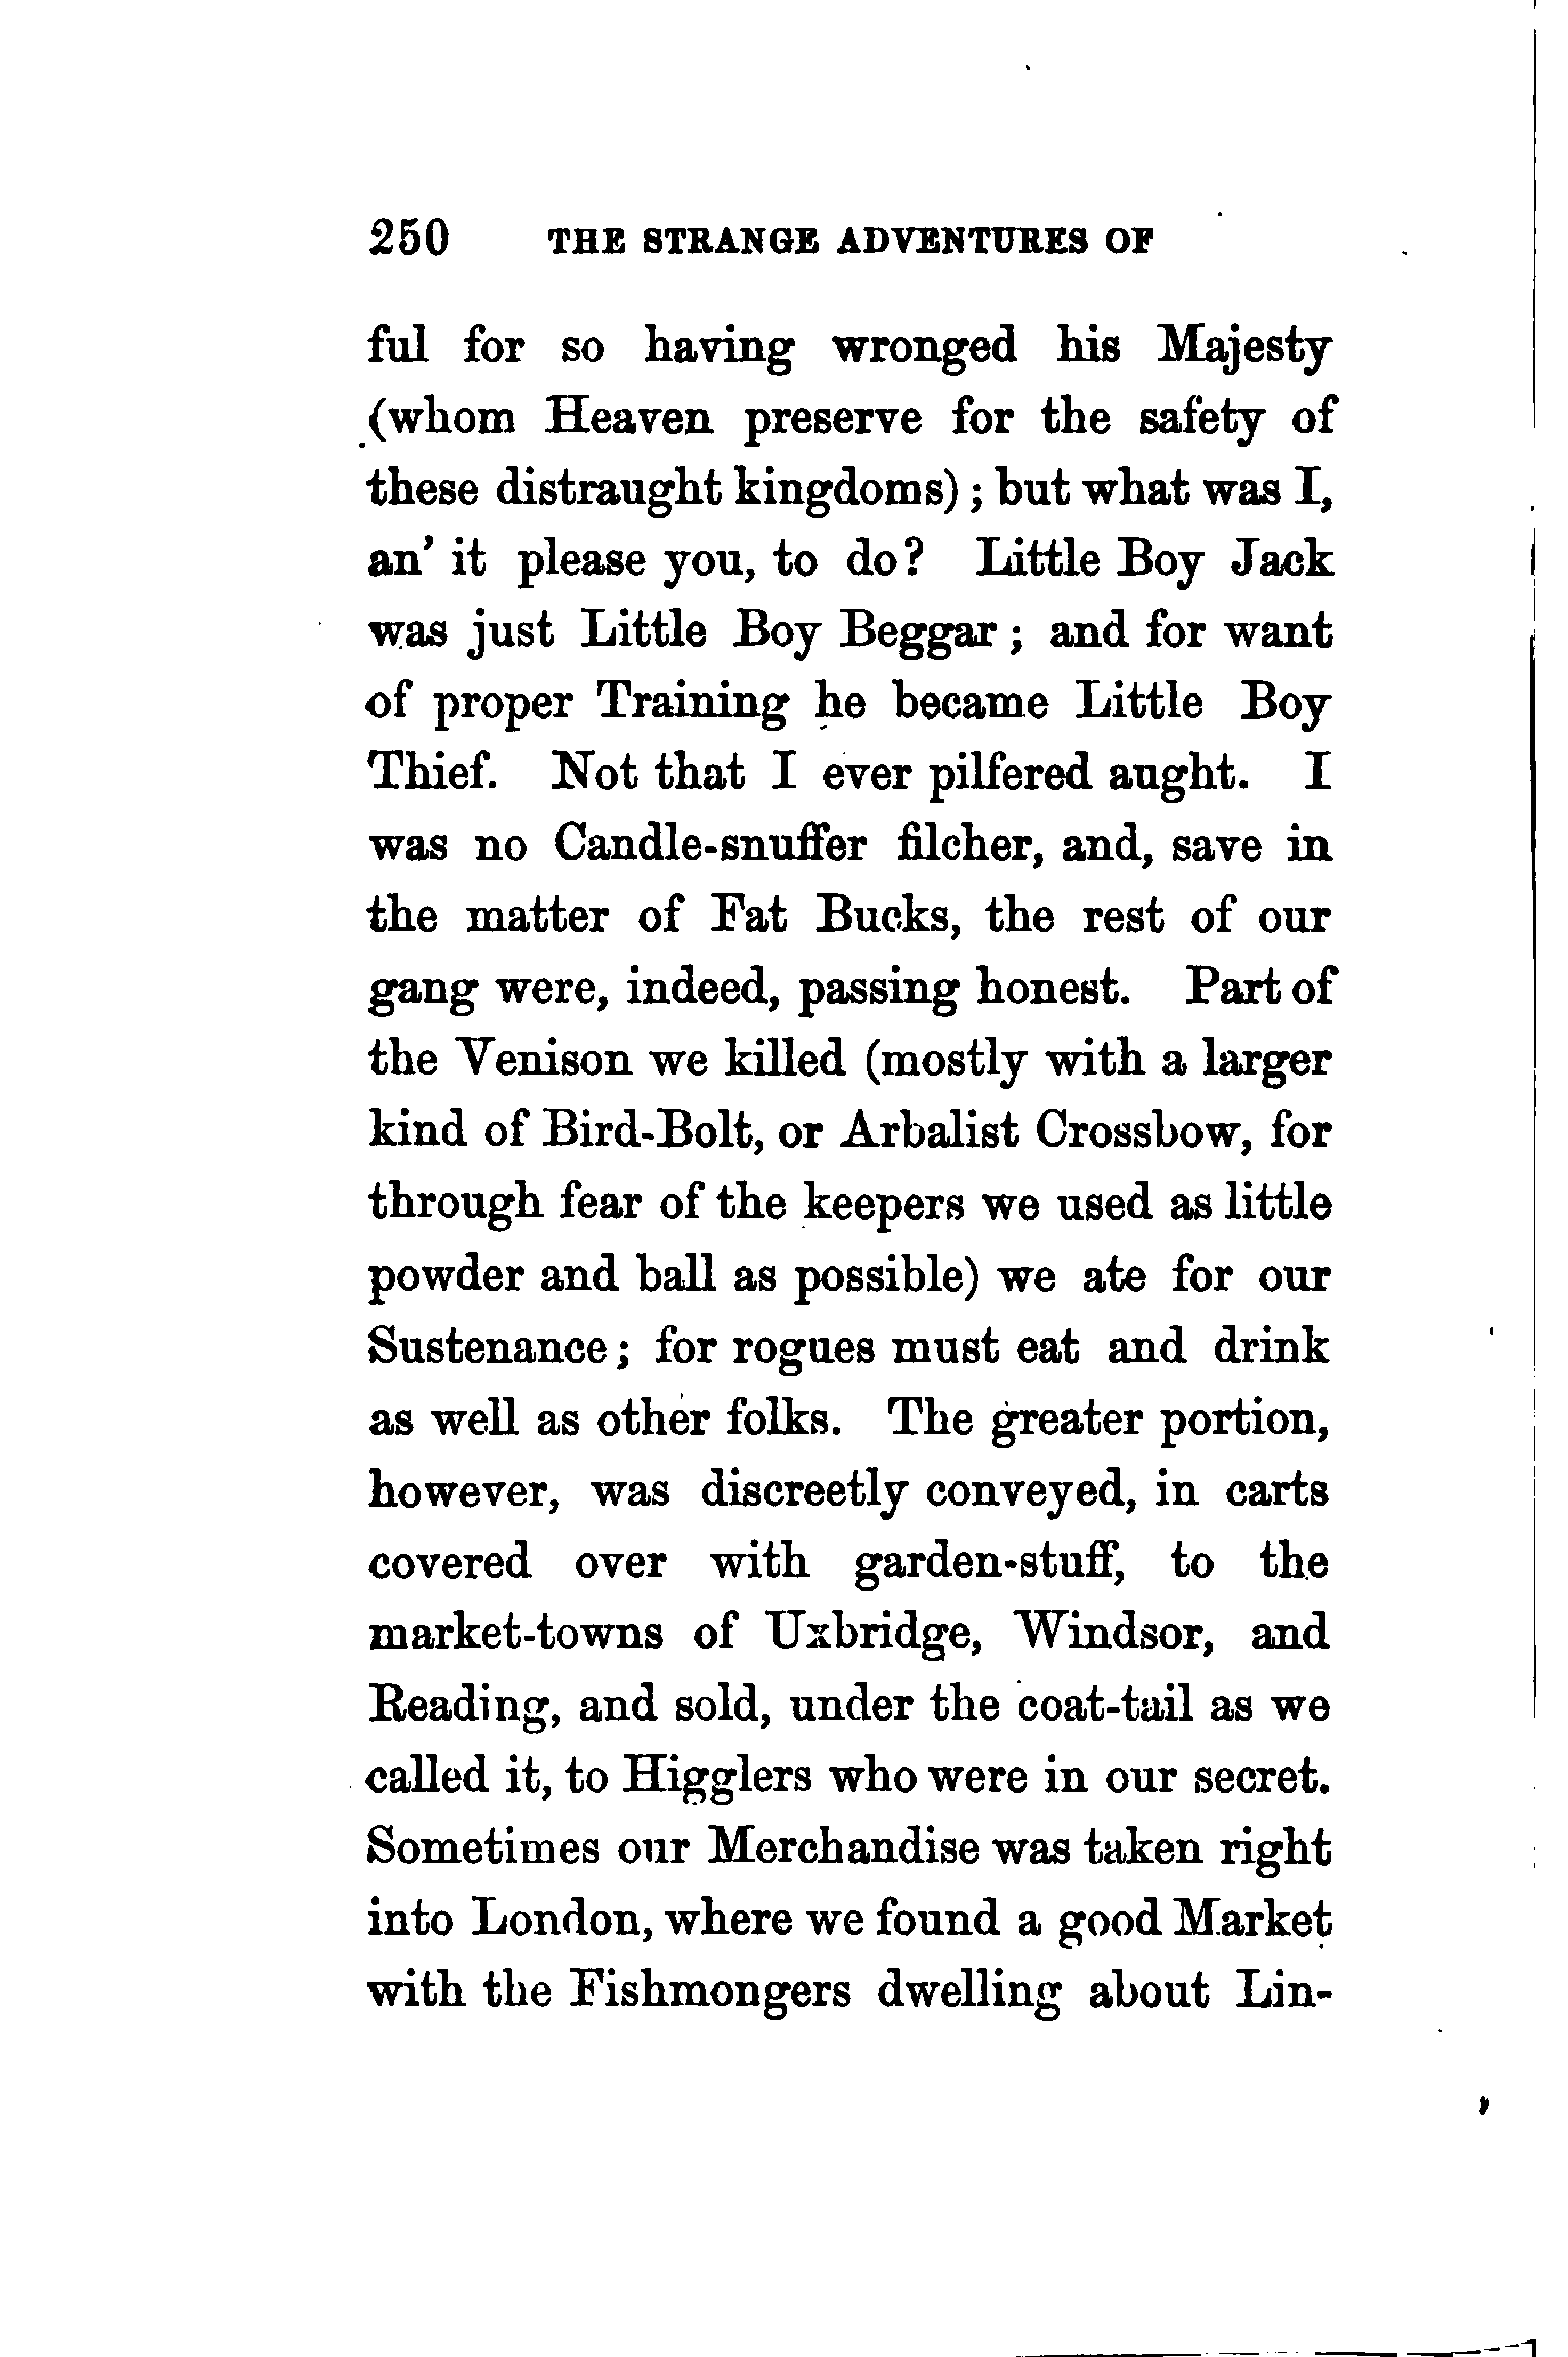 250 THE STRANGE ADVENTURES OF
ful for so having wronged his Majesty
(whom Heaven preserve for the safety of
these distraught kingdoms) ; but what was I,
an’ it please you, to do? Little Boy Jack
was just Little Boy Beggar ; and for want
of proper Training he became Little Boy
Thief. Not that I ever pilfered aught. I
was no Candle-snuffer filcher, and, save in
the matter of Fat Bucks, the rest of our
gang were, indeed, passing honest. Part of
the Venison we killed (mostly with a larger
kind of Bird-Bolt, or Arbalist Crossbow, for
through fear of the keepers we used as little
powder and ball as possible) we ate for our
Sustenance ; for rogues must eat and drink
as well as other folks. The greater portion,
however, was discreetly conveyed, in carts
covered over with garden-stuff, to the
market-towns of Uxbridge, Windsor, and
Reading, and sold, under the coat-tail as we
called it, to Higglers who were in our secret.
Sometimes our Merchandise was taken right
into London, where we found a good Market
with the Fishmongers dwelling about Lin-